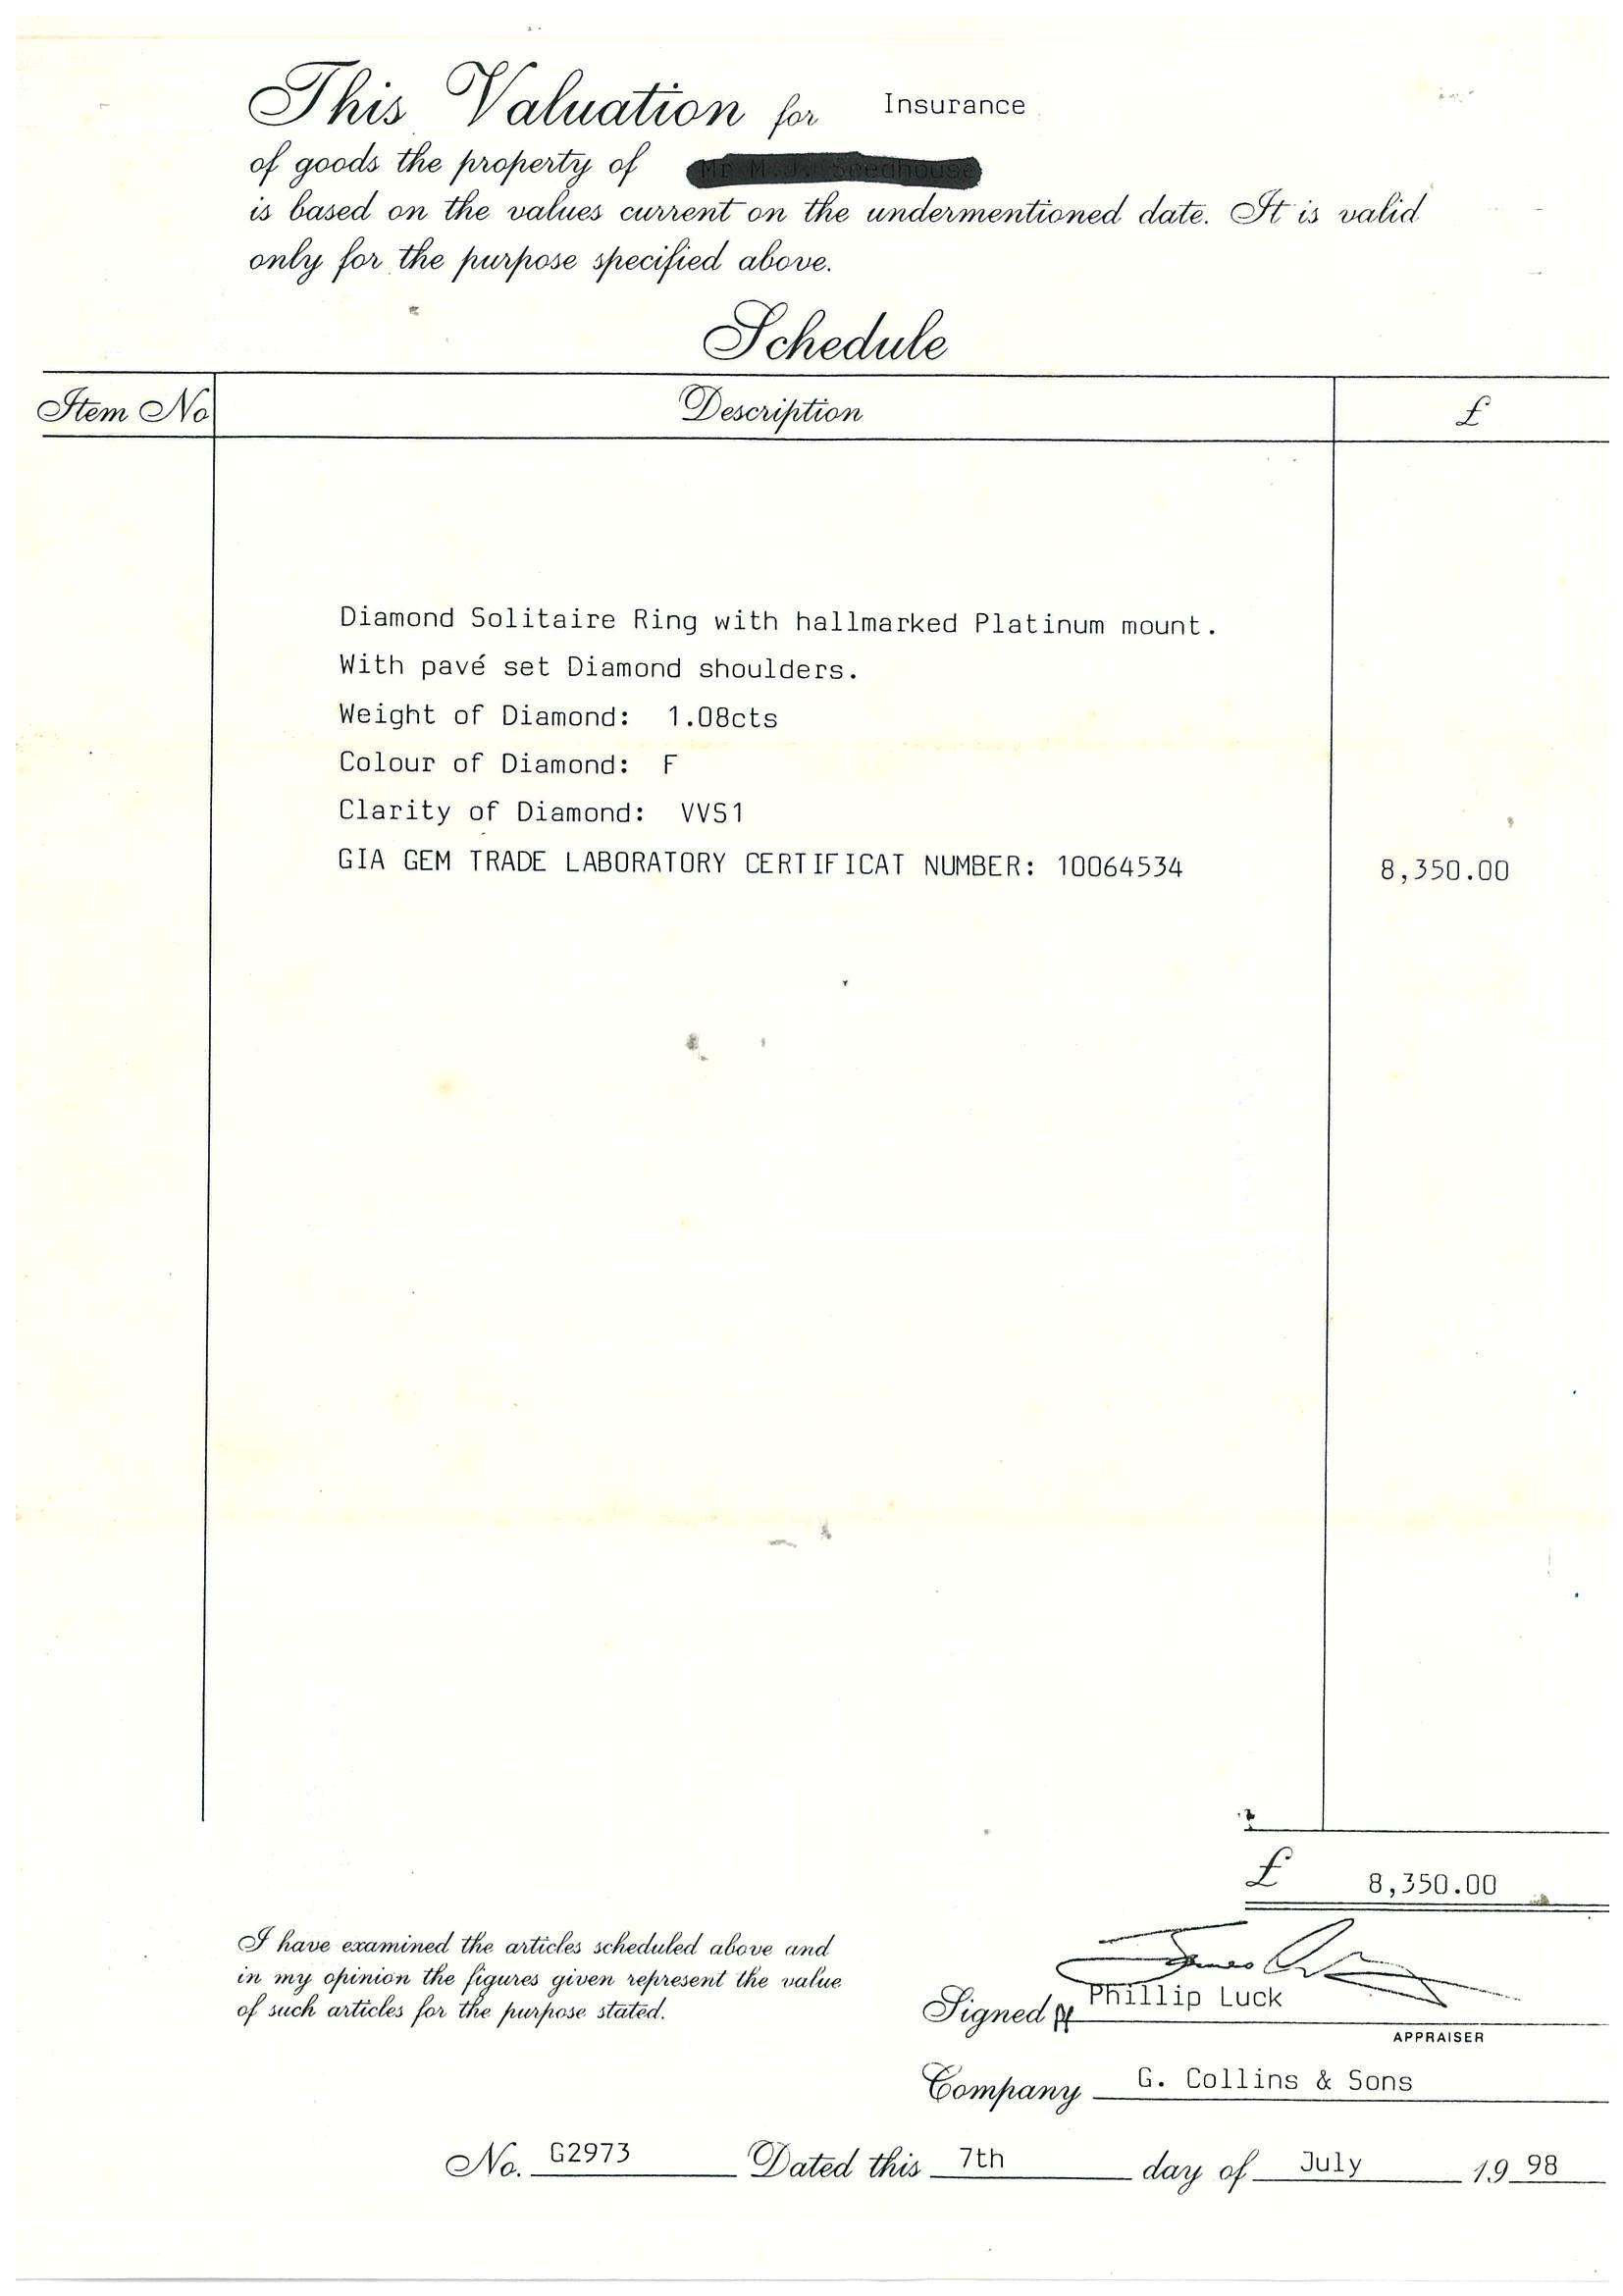 This Valuation for Insurance
of goods the property of
is based on the values current on the undermentioned date. It is valid
only for the purpose specified above.
Schedule
Item No Description £
Diamond Solitaire Ring with hallmarked Platinum mount.
With pavé set Diamond shoulders.
Weight of Diamond: 1.08cts
Colour of Diamond: F
Clarity of Diamond: VVS1
GIA GEM TRADE LABORATORY CERTIFICAT NUMBER: 10064534 8,350.00
£ 8,350.00
I have examined the articles scheduled above and
in my opinion the figures given represent the value
of such articles for the purpose stated.
Signed Phillip Luck
APPRAISER
Company G. Collins & Sons
No. G2973 Dated this 7th day of July 19 98